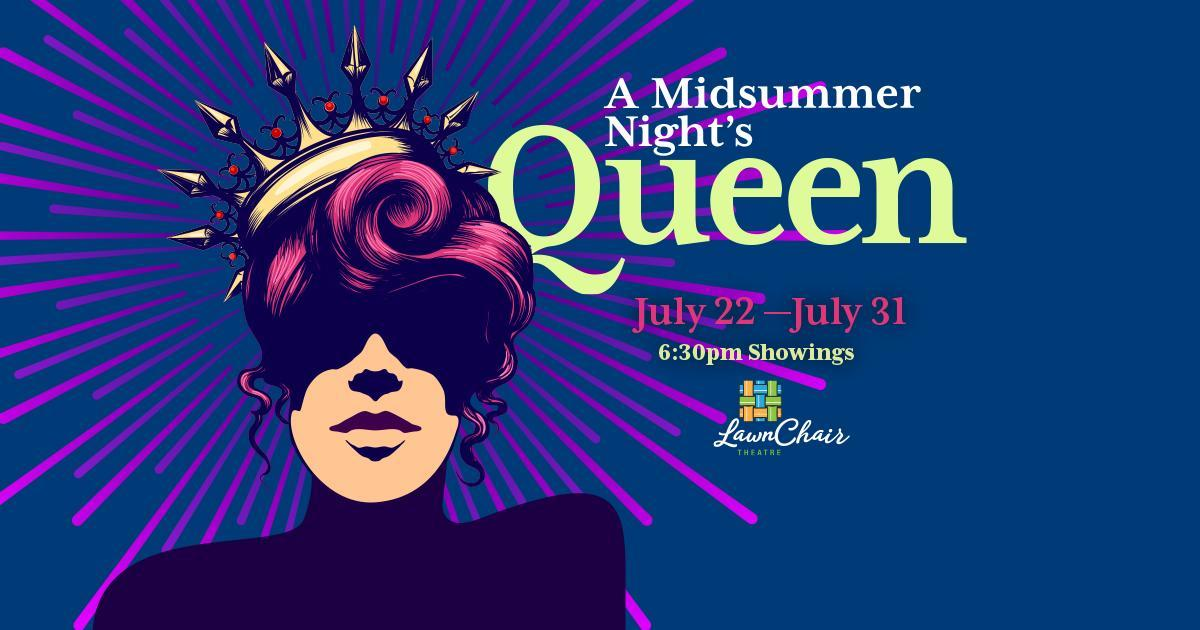 A Midsummer
Night's
Queen
July 22 —July 31
6:30pm Showings
LawnChair
THEATRE